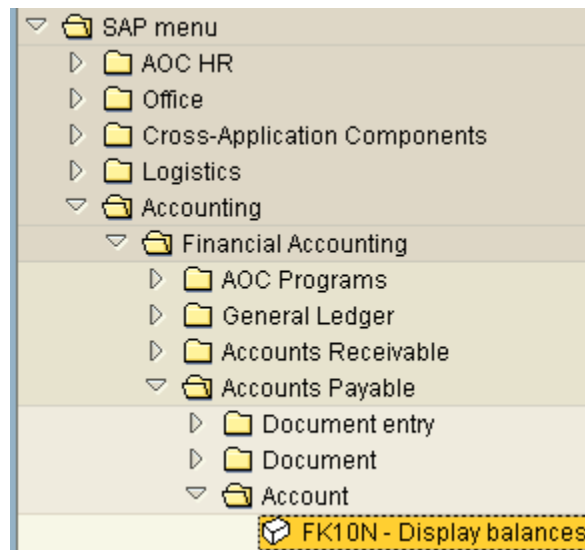 SAP menu
AOC HR
Office
Cross-Application Components
Logistics
Accounting
Financial Accounting
AOC Programs
General Ledger
Accounts Receivable
Accounts Payable
Document entry
Document
Account
FK10N - Display balances